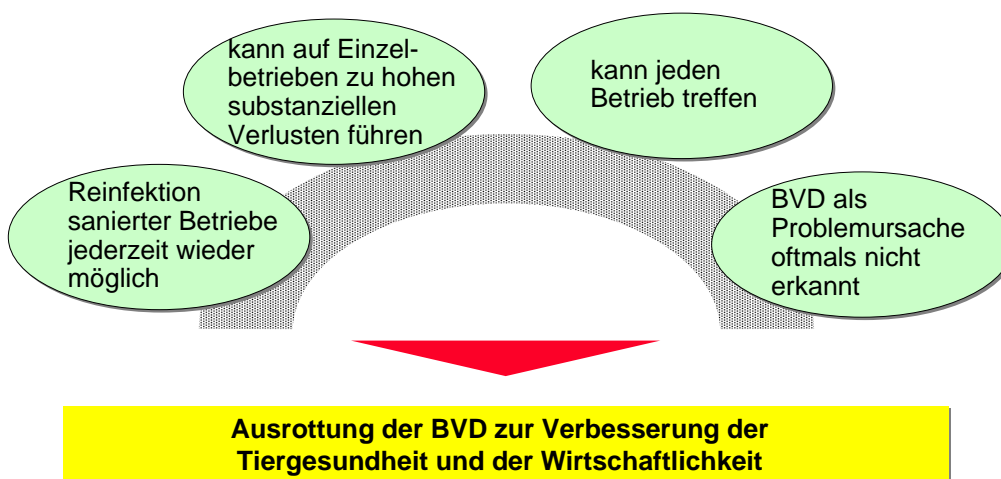 kann auf Einzel-
betrieben zu hohen
substanziellen
Verlusten führen
kann jeden
Betrieb treffen
Reinfektion
sanierter Betriebe
jederzeit wieder
möglich
BVD als
Problemursache
oftmals nicht
erkannt
Ausrottung der BVD zur Verbesserung der
Tiergesundheit und der Wirtschaftlichkeit